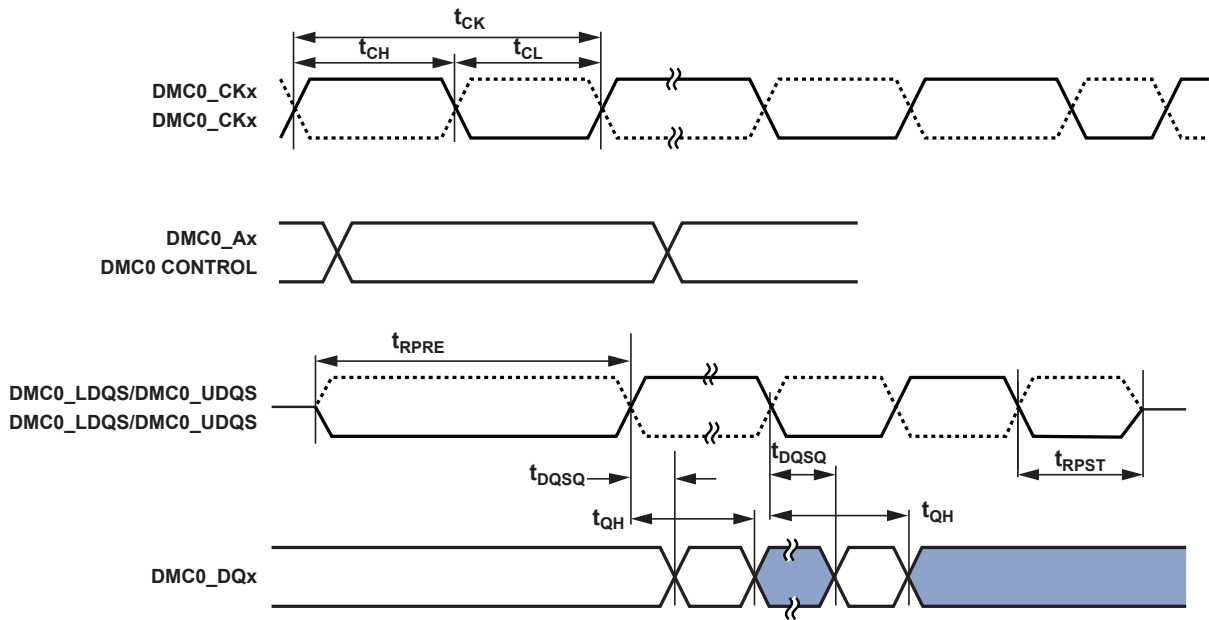 tCK
tCH
tCL
DMC0_CKx
DMC0_CKx
DMC0_Ax
DMC0 CONTROL
tRPRE
DMC0_LDQS/DMC0_UDQS
DMC0_LDQS/DMC0_UDQS
tDQSQ
tDQSQ
tRPST
tQH
tQH
DMC0_DQx